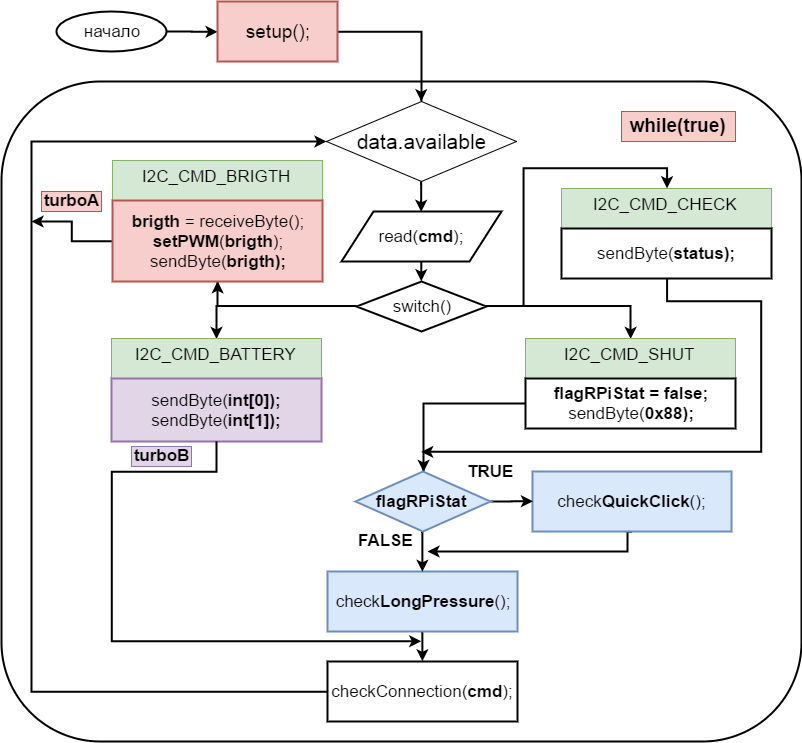 начало
setup();
while(true)
data.available
I2C_CMD_BRIGTH
turboA
brigth = receiveByte();
setPWM(brigth);
sendByte(brigth);
read(cmd);
I2C_CMD_CHECK
sendByte(status);
switch()
I2C_CMD_BATTERY
sendByte(int[0]);
sendByte(int[1]);
turboB
I2C_CMD_SHUT
flagRPiStat = false;
sendByte(0x88);
flagRPiStat
TRUE
checkQuickClick();
FALSE
checkLongPressure();
checkConnection(cmd);